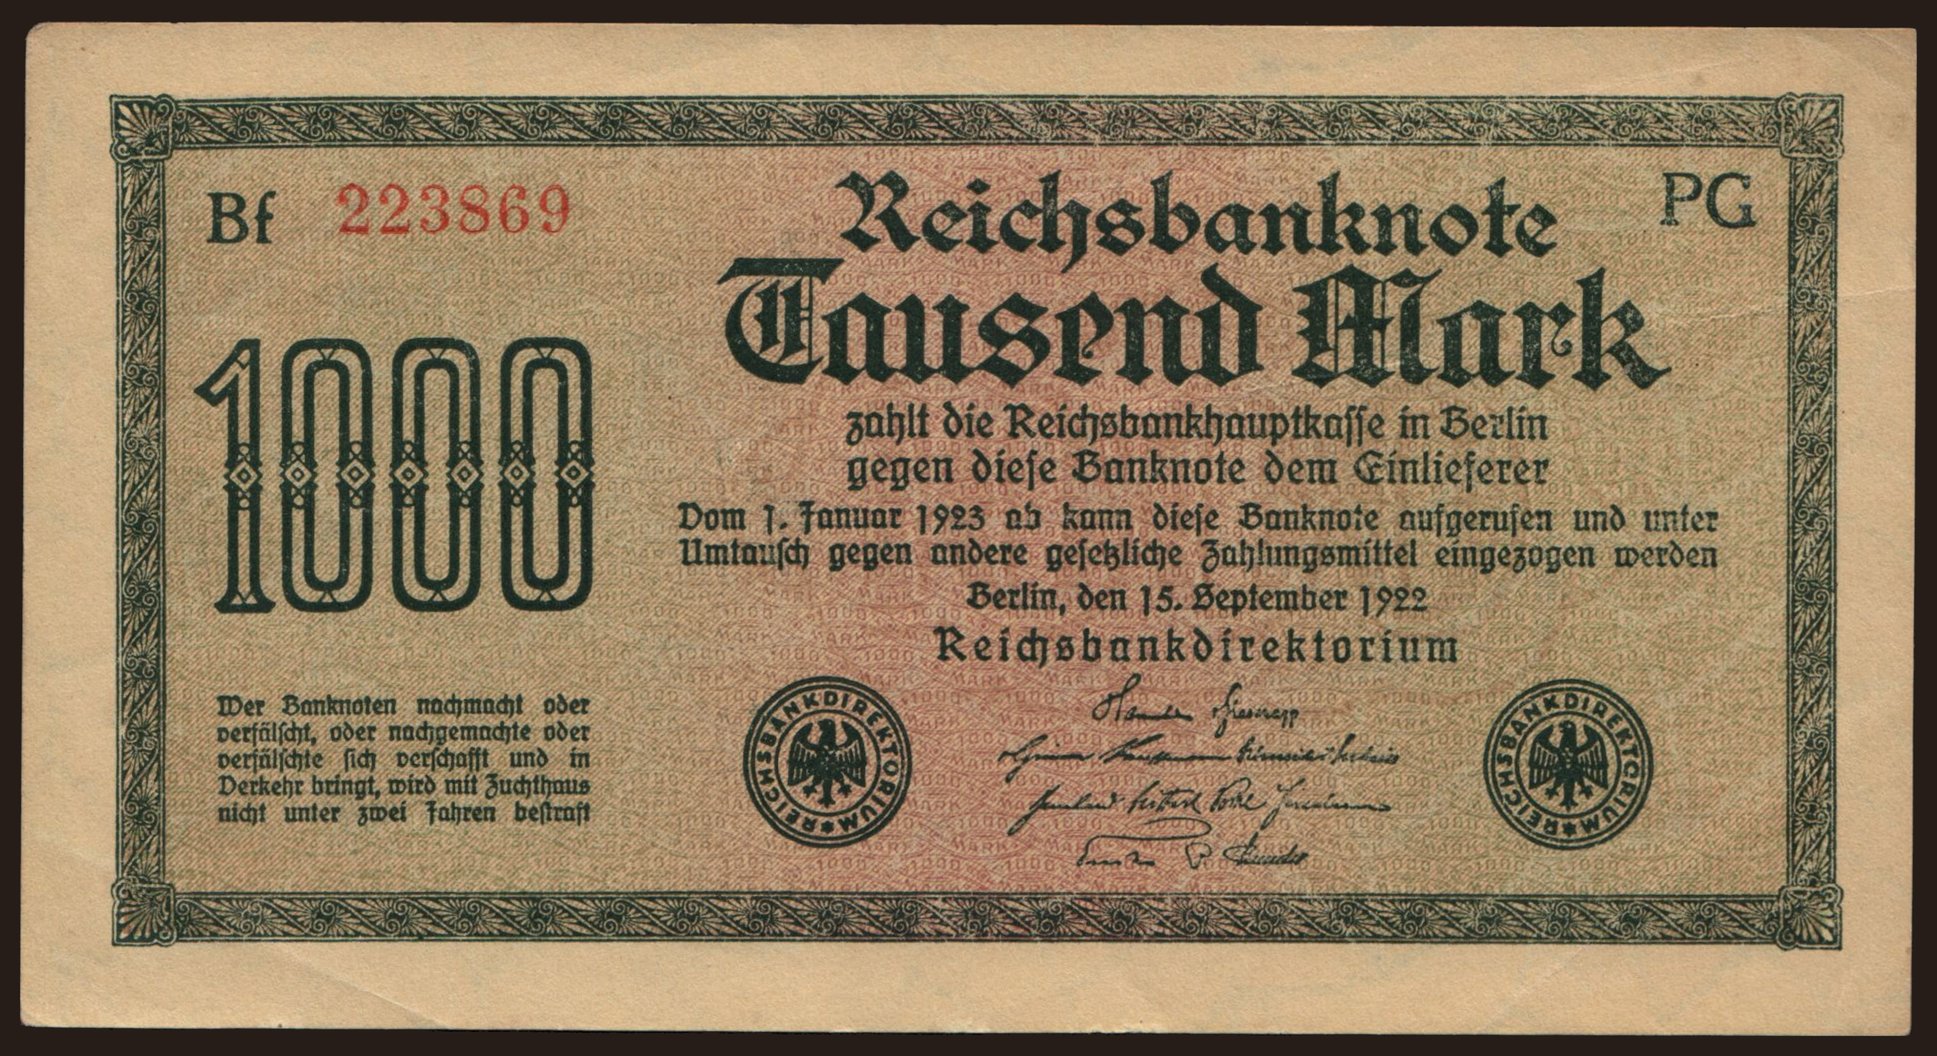 Bf 223869
PG
Reichsbanknote
Tausend Mark
1000
zahlt die Reichsbankhauptkasse in Berlin
gegen diese Banknote dem Einlieferer
Vom 1. Januar 1923 ab kann diese Banknote aufgerufen und unter
Umtausch gegen andere gesetzliche Zahlungsmittel eingezogen werden
Berlin, den 15. September 1922
Reichsbankdirektorium
Wer Banknoten nachmacht oder
verfälscht, oder nachgemachte oder
verfälschte sich verschafft und in
Verkehr bringt, wird mit Zuchthaus
nicht unter zwei Jahren bestraft
REICHSBANKDIREKTORIUM
REICHSBANKDIREKTORIUM